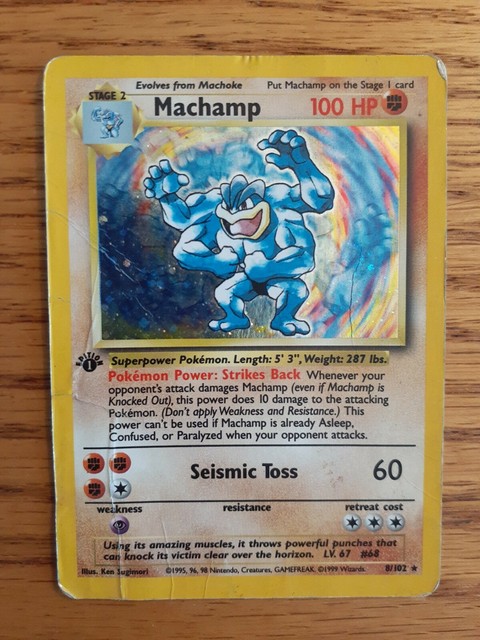 Evolves from Machoke
Put Machamp on the Stage 1 card
STAGE 2
Machamp
100 HP
EDITION
1
Superpower Pokémon. Length: 5' 3", Weight: 287 lbs.
Pokémon Power: Strikes Back Whenever your
opponent's attack damages Machamp (even if Machamp is
Knocked Out), this power does 10 damage to the attacking
Pokémon. (Don't apply Weakness and Resistance.) This
power can't be used if Machamp is already Asleep,
Confused, or Paralyzed when your opponent attacks.
Seismic Toss 60
weakness resistance retreat cost
Using its amazing muscles, it throws powerful punches that
can knock its victim clear over the horizon. LV. 67 #68
Illus. Ken Sugimori ©1995, 96, 98 Nintendo, Creatures, GAMEFREAK. ©1999 Wizards. 8/102 ★